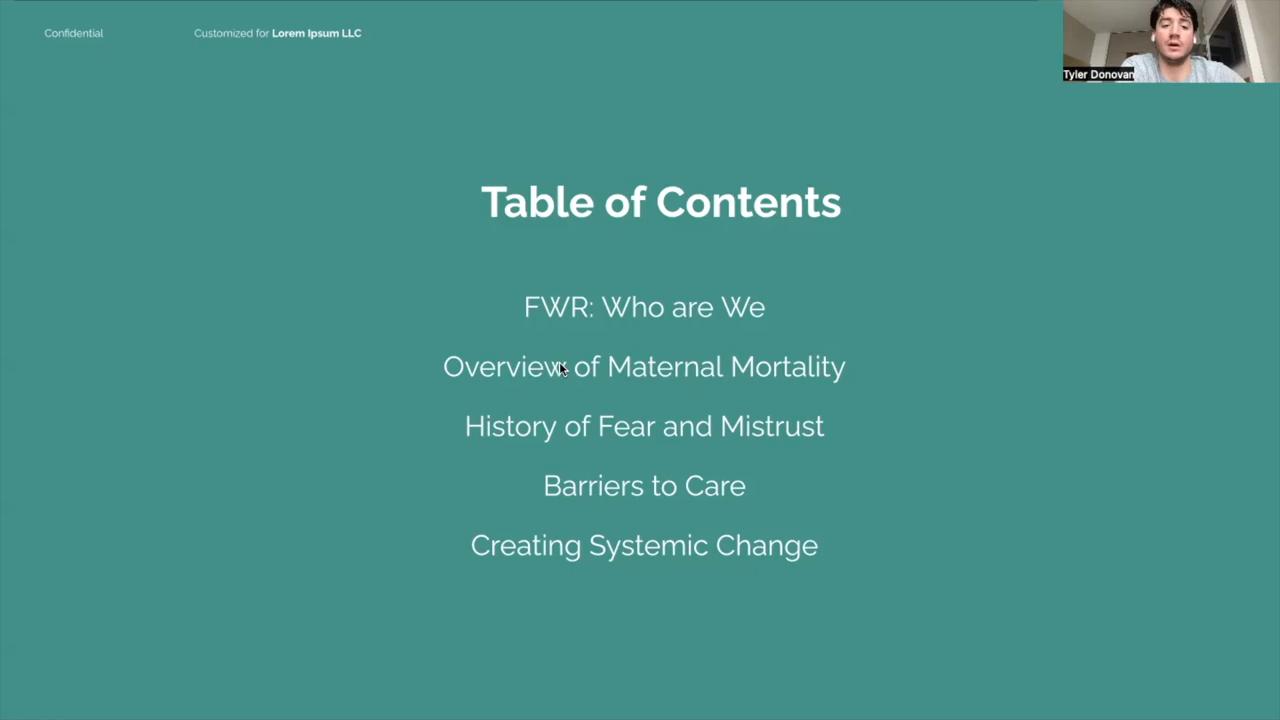 Confidential
Customized for Lorem Ipsum LLC
Tyler Donovan
Table of Contents
FWR: Who are We
Overview of Maternal Mortality
History of Fear and Mistrust
Barriers to Care
Creating Systemic Change